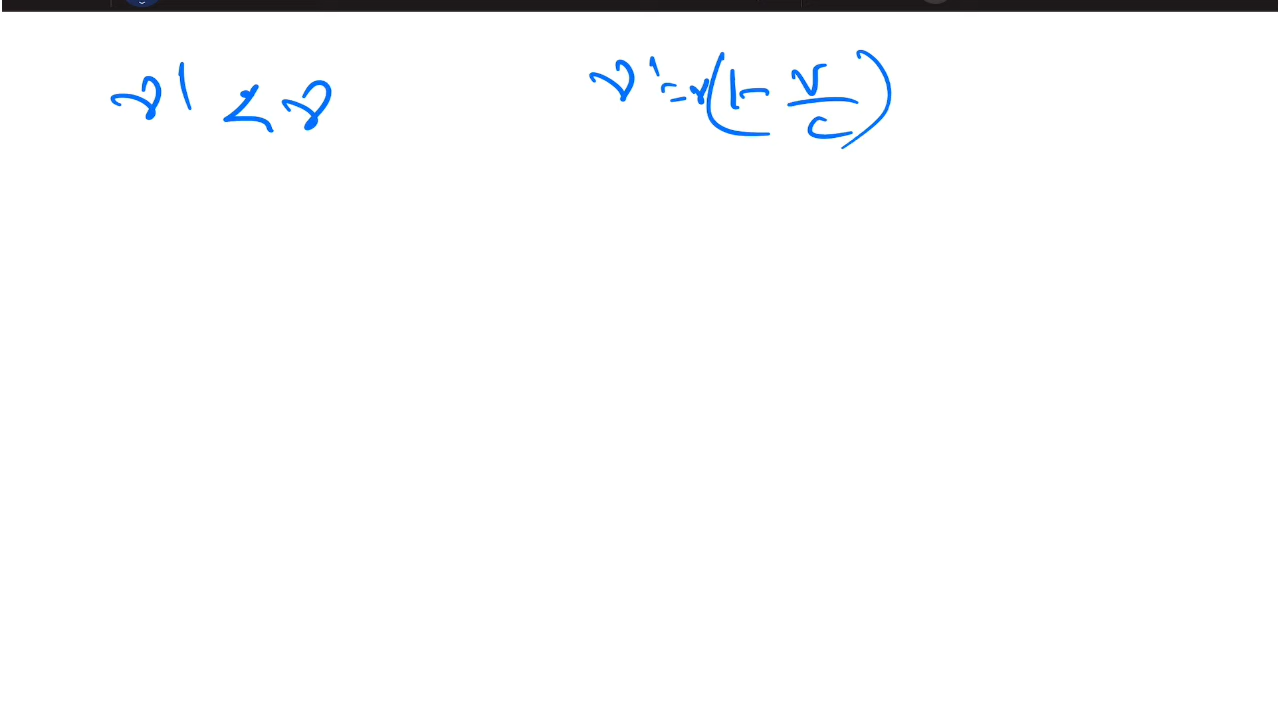 ν' < ν
ν' = ν(1 - v/c)